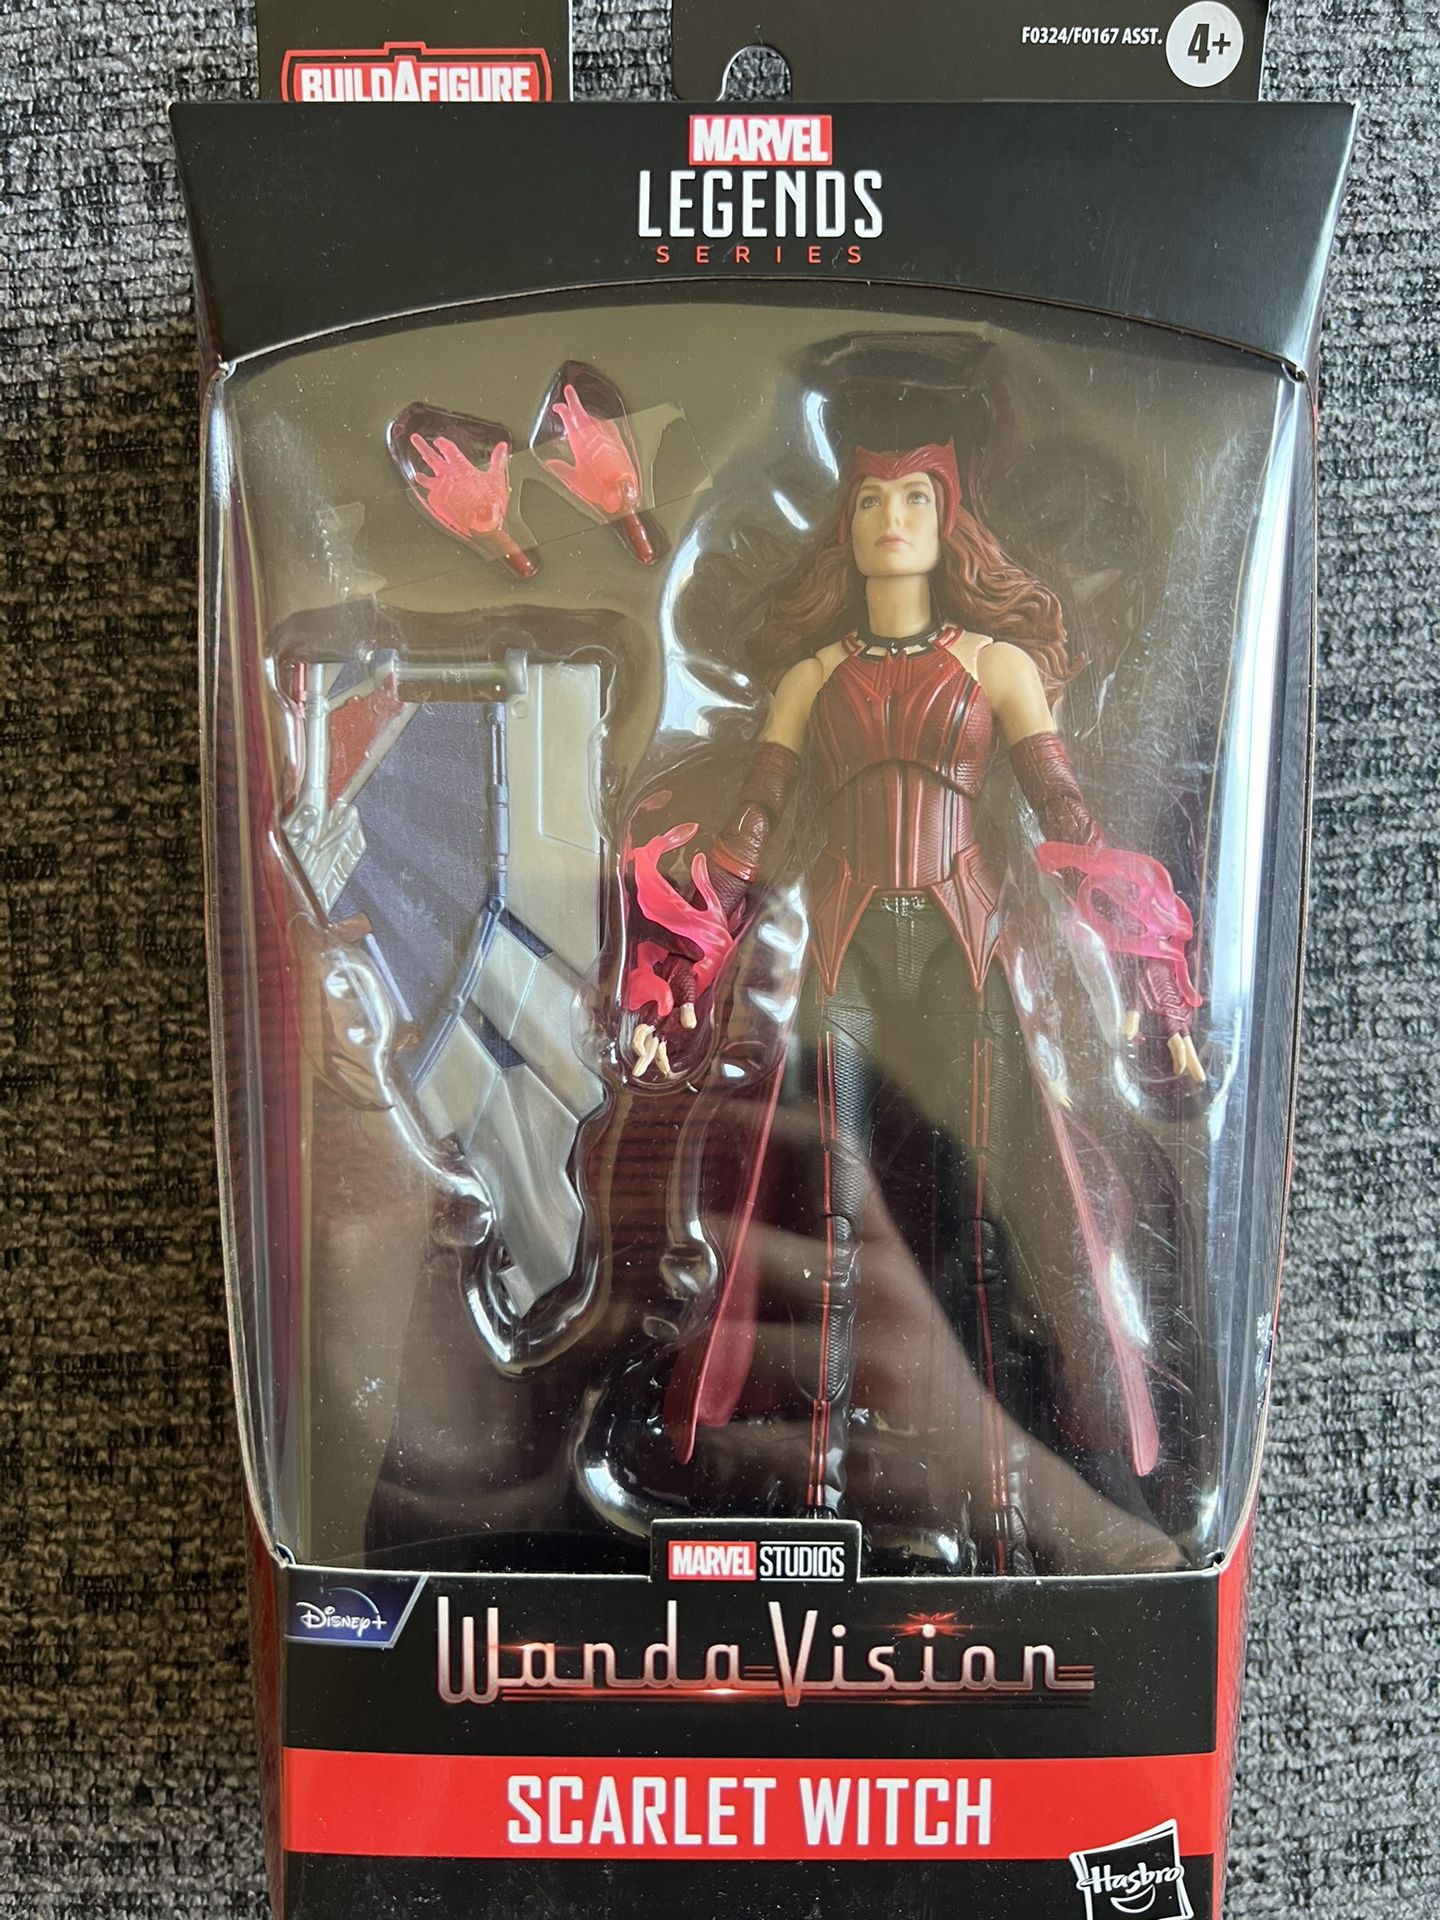 BUILDAFIGURE
F0324/F0167 ASST.
4+
MARVEL
LEGENDS
SERIES
MARVEL STUDIOS
Disney+
WandaVision
SCARLET WITCH
Hasbro